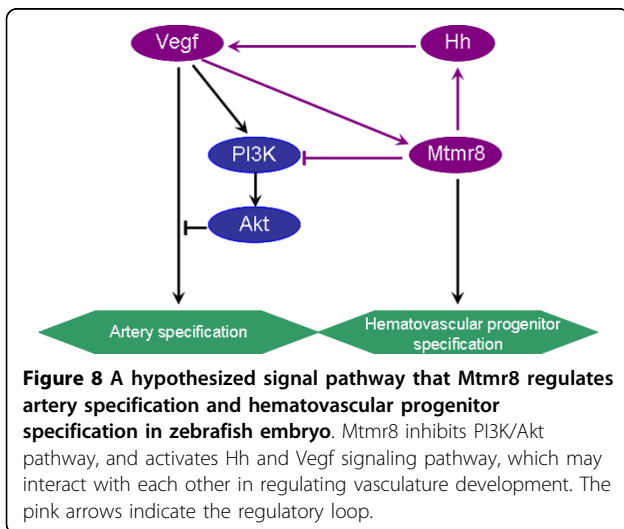 Vegf
Hh
PI3K
Mtmr8
Akt
Artery specification
Hematovascular progenitor
specification
Figure 8 A hypothesized signal pathway that Mtmr8 regulates
artery specification and hematovascular progenitor
specification in zebrafish embryo. Mtmr8 inhibits PI3K/Akt
pathway, and activates Hh and Vegf signaling pathway, which may
interact with each other in regulating vasculature development. The
pink arrows indicate the regulatory loop.